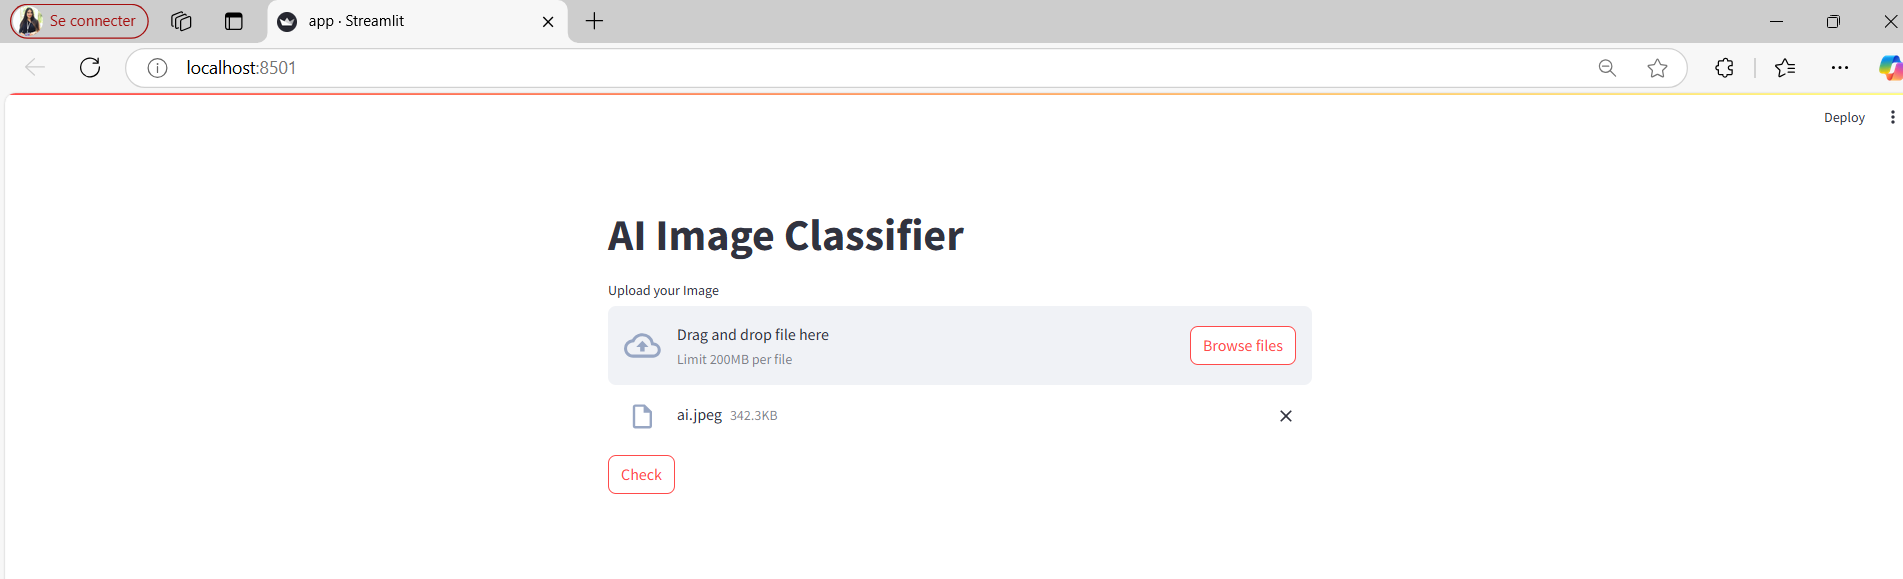 Se connecter
app · Streamlit
localhost:8501
Deploy
AI Image Classifier
Upload your Image
Drag and drop file here
Limit 200MB per file
Browse files
ai.jpeg 342.3KB
Check